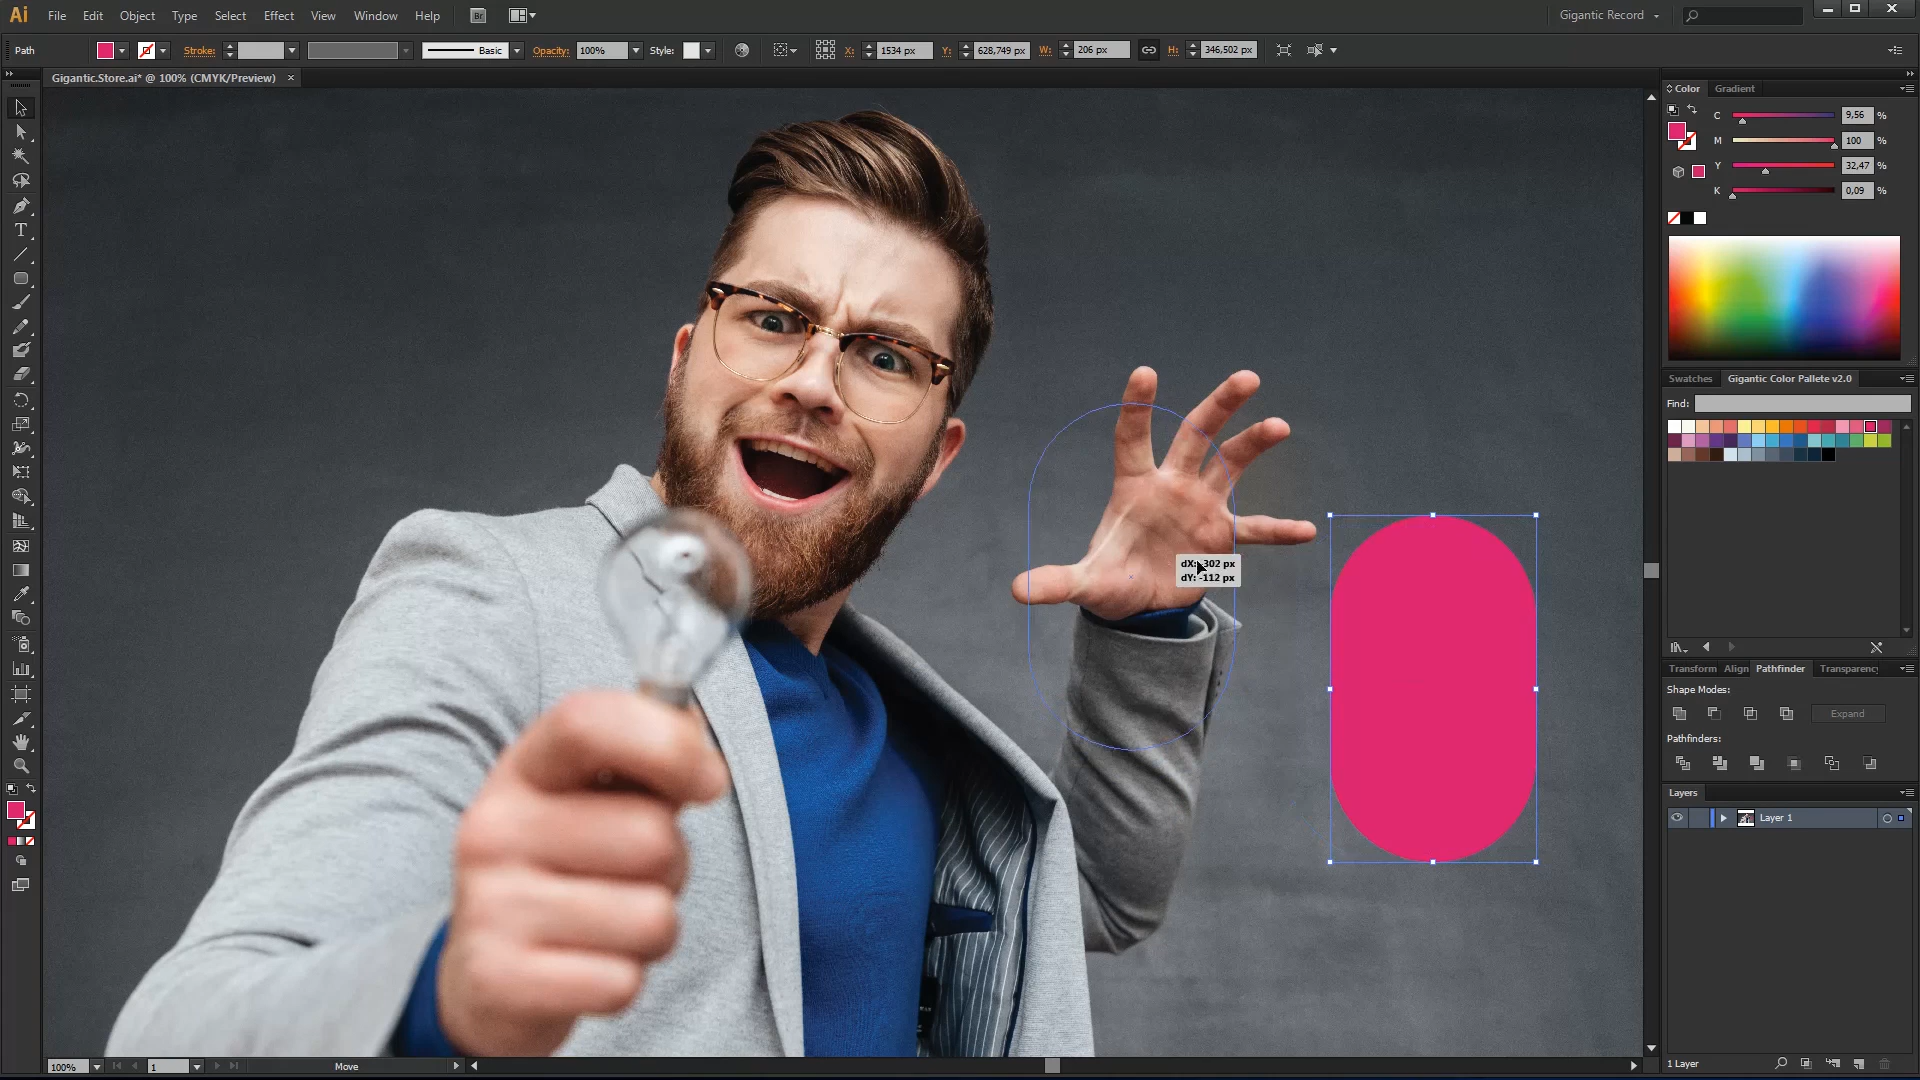 Ai File Edit Object Type Select Effect View Window Help Br Gigantic Record
Path Stroke: Basic Opacity: 100% Style: X: 1534 px Y: 628,749 px W: 206 px H: 346,502 px
Gigantic.Store.ai* @ 100% (CMYK/Preview) ×
Color Gradient
C 9,56 %
M 100 %
Y 32,47 %
K 0,09 %
Swatches Gigantic Color Pallete v2.0
Find:
dX: -302 px
dY: -112 px
Transform Align Pathfinder Transparency
Shape Modes:
Expand
Pathfinders:
Layers
Layer 1
1 Layer
100% 1 Move